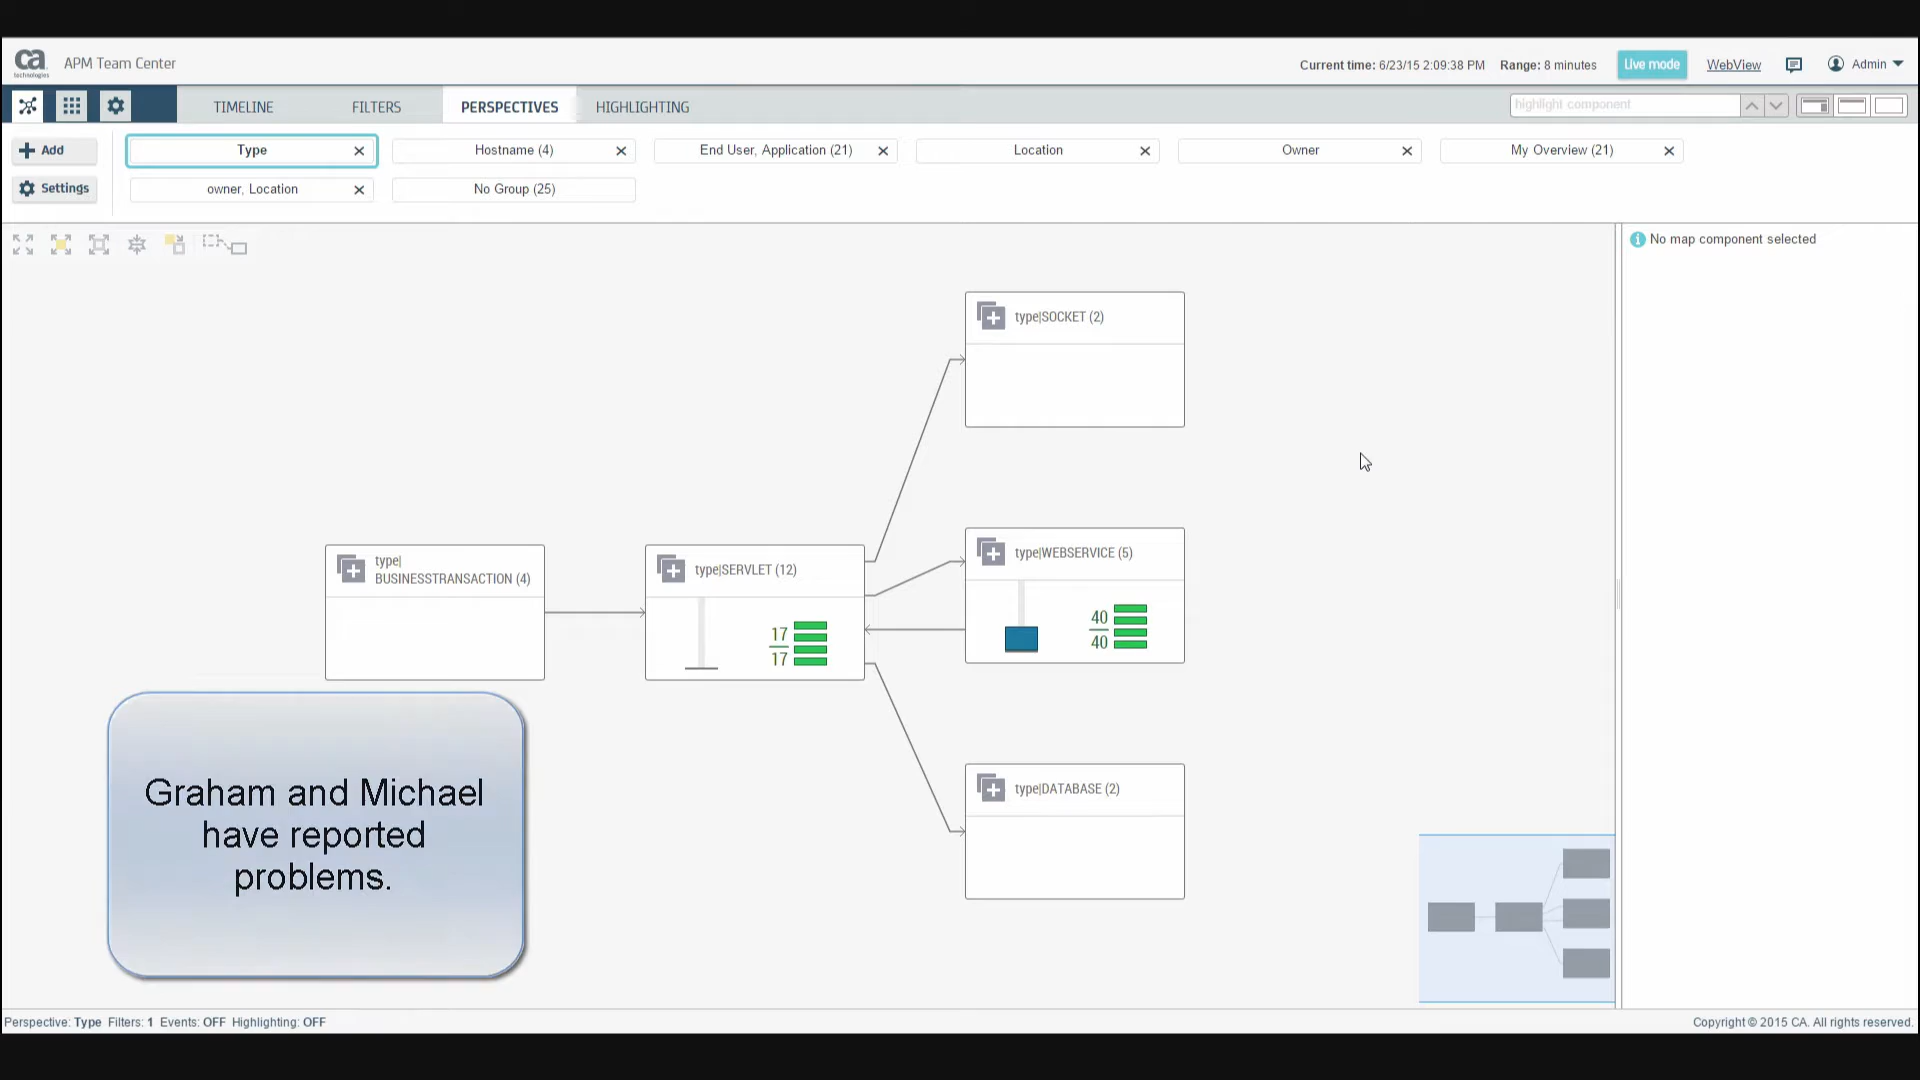 ca
technologies
APM Team Center
Current time: 6/23/15 2:09:38 PM Range: 8 minutes
Live mode
WebView
Admin
TIMELINE
FILTERS
PERSPECTIVES
HIGHLIGHTING
highlight component
Add
Type
Hostname (4)
End User, Application (21)
Location
Owner
My Overview (21)
Settings
owner, Location
No Group (25)
No map component selected
type|SOCKET (2)
type|
BUSINESSTRANSACTION (4)
type|SERVLET (12)
17
17
type|WEBSERVICE (5)
40
40
type|DATABASE (2)
Graham and Michael
have reported
problems.
Perspective: Type Filters: 1 Events: OFF Highlighting: OFF
Copyright © 2015 CA. All rights reserved.